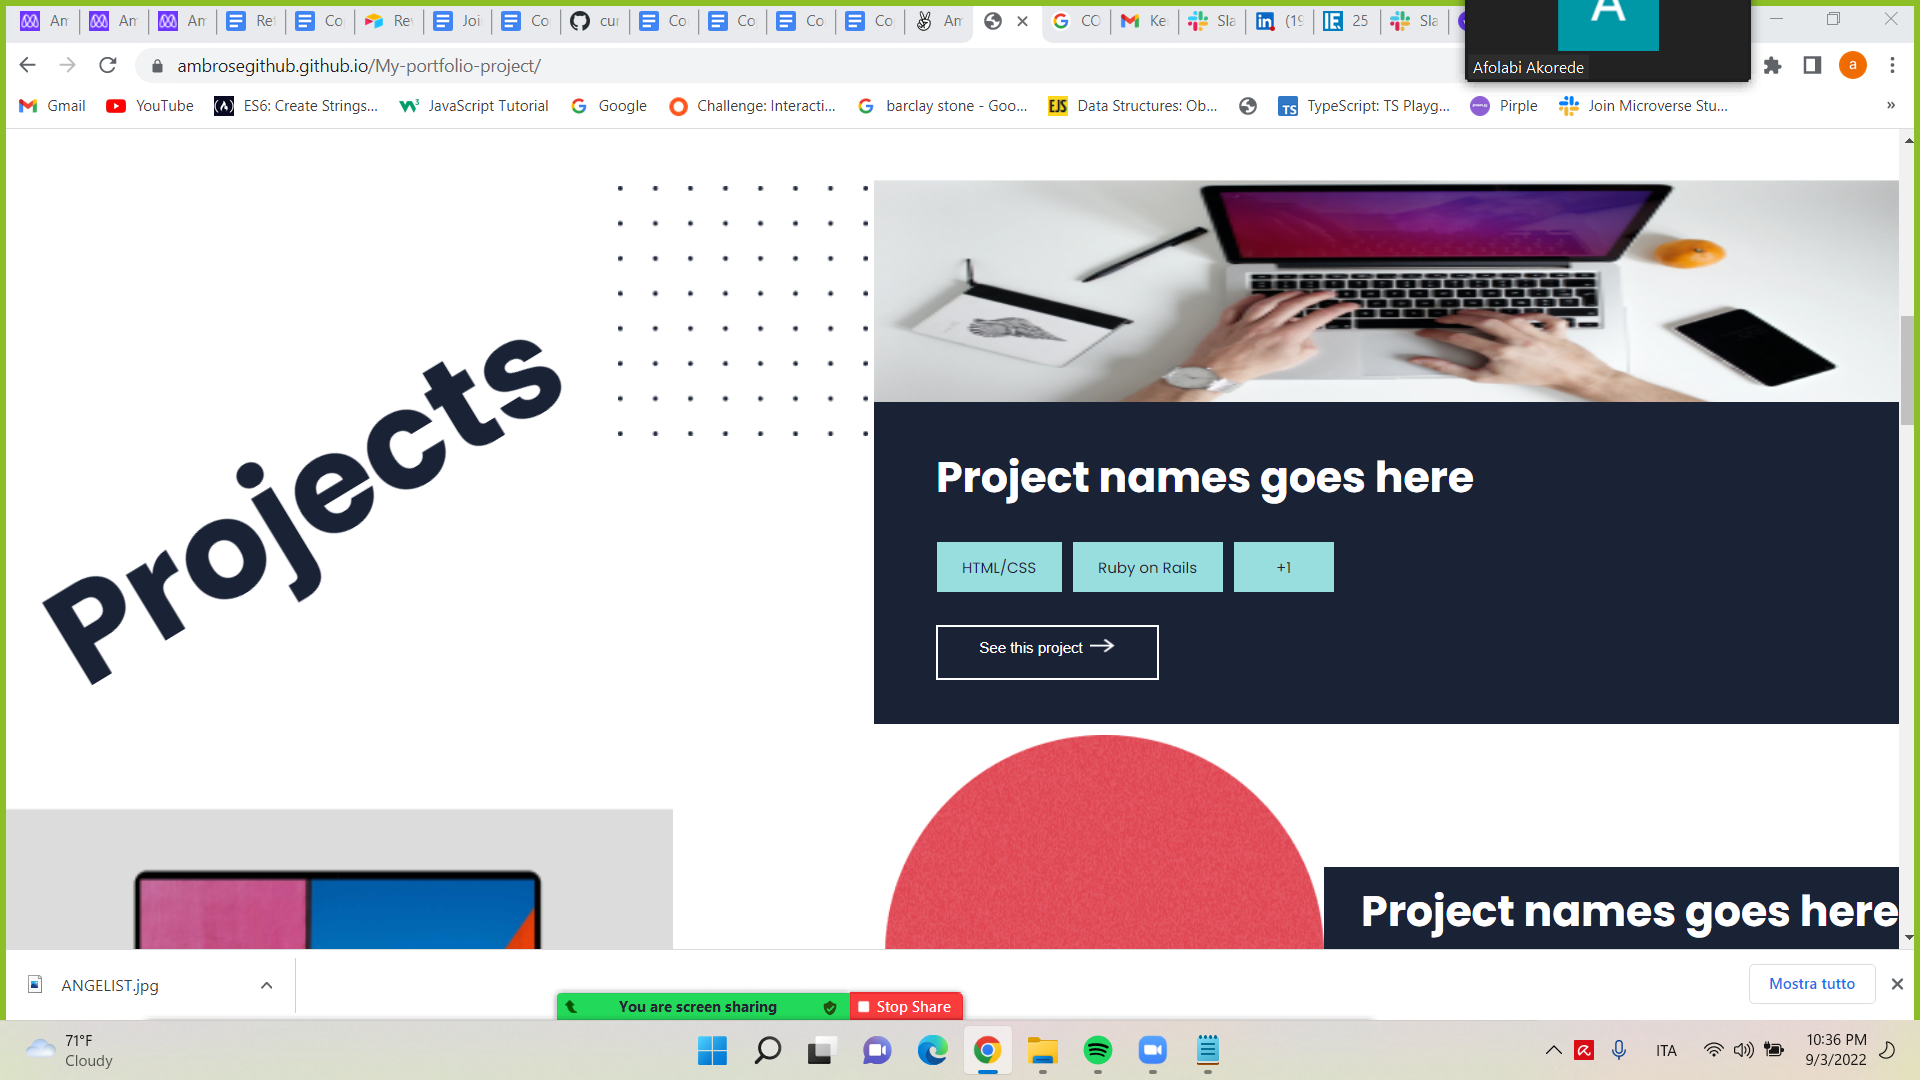 An
An
An
Re
Co
Re
Joi
Co
cur
Co
Co
Co
Co
An
CO
Ke
Sla
(19
25
Sla
A
Afolabi Akorede
ambrosegithub.github.io/My-portfolio-project/
a
Gmail
YouTube
ES6: Create Strings...
JavaScript Tutorial
Google
Challenge: Interacti...
barclay stone - Goo...
EJS Data Structures: Ob...
TS TypeScript: TS Playg...
Pirple
Join Microverse Stu...
»
Projects
Project names goes here
HTML/CSS
Ruby on Rails
+1
See this project
Project names goes here
ANGELIST.jpg
Mostra tutto
You are screen sharing
Stop Share
71°F
Cloudy
ITA
10:36 PM
9/3/2022